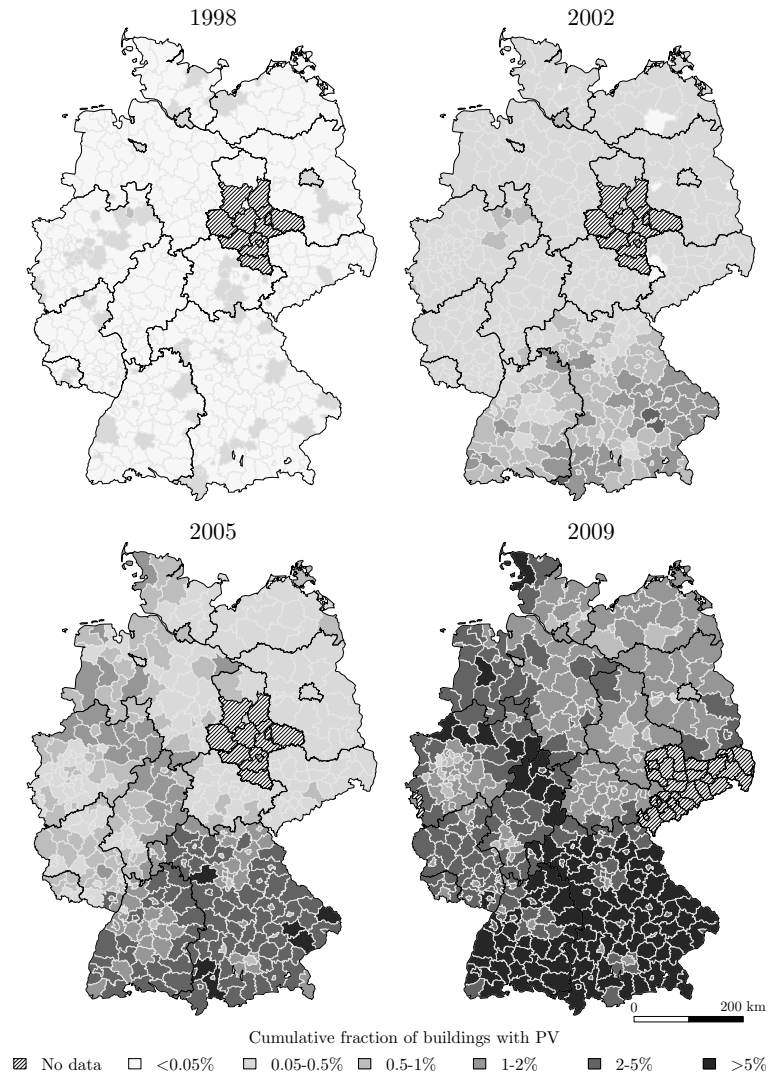 1998 2002
2005 2009
0 200 km
Cumulative fraction of buildings with PV
No data <0.05% 0.05-0.5% 0.5-1% 1-2% 2-5% >5%